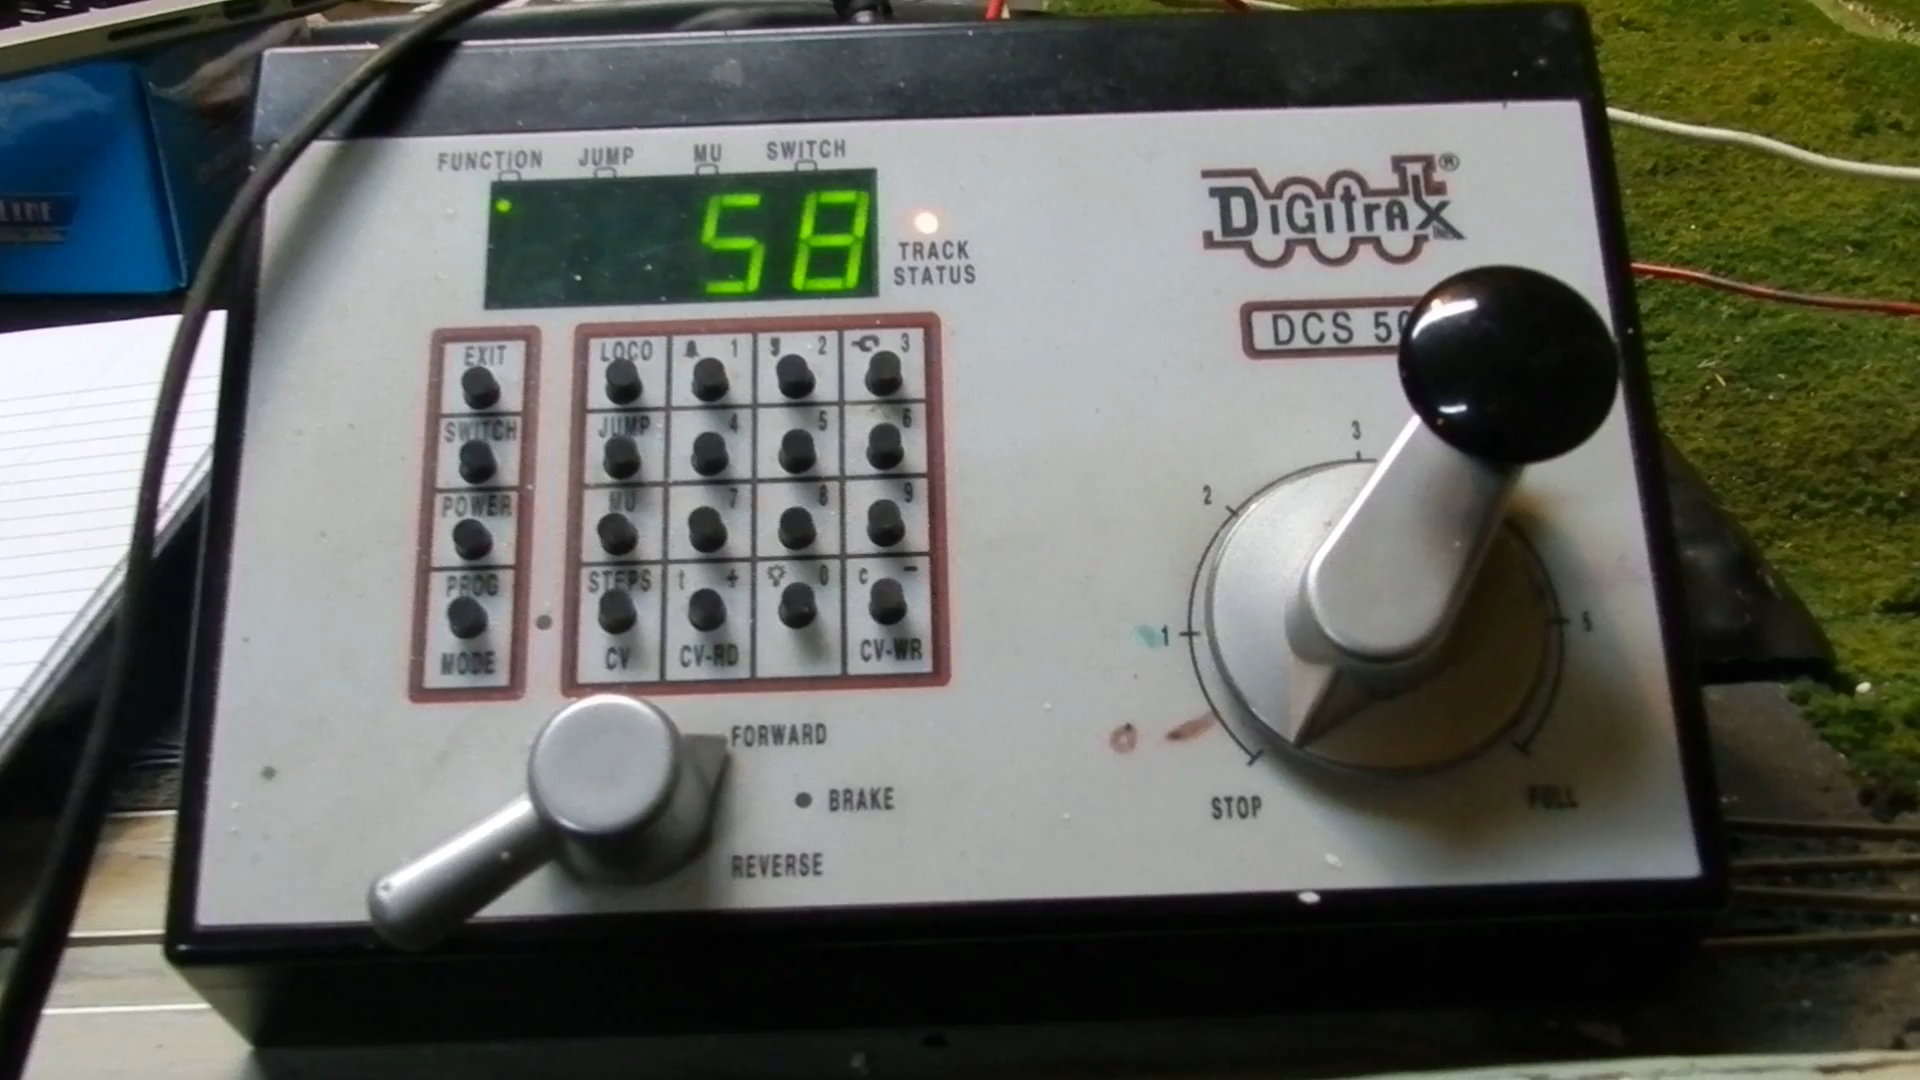 FUNCTION JUMP MU SWITCH
58
TRACK
STATUS
DIGITRAX ®
DCS 50
EXIT
SWITCH
POWER
PROG
MODE
LOCO 1 2 3
JUMP 4 5 6
MU 7 8 9
STEPS t + 0 c -
CV CV-RD CV-WR
1 2 3 5
STOP FULL
FORWARD
BRAKE
REVERSE